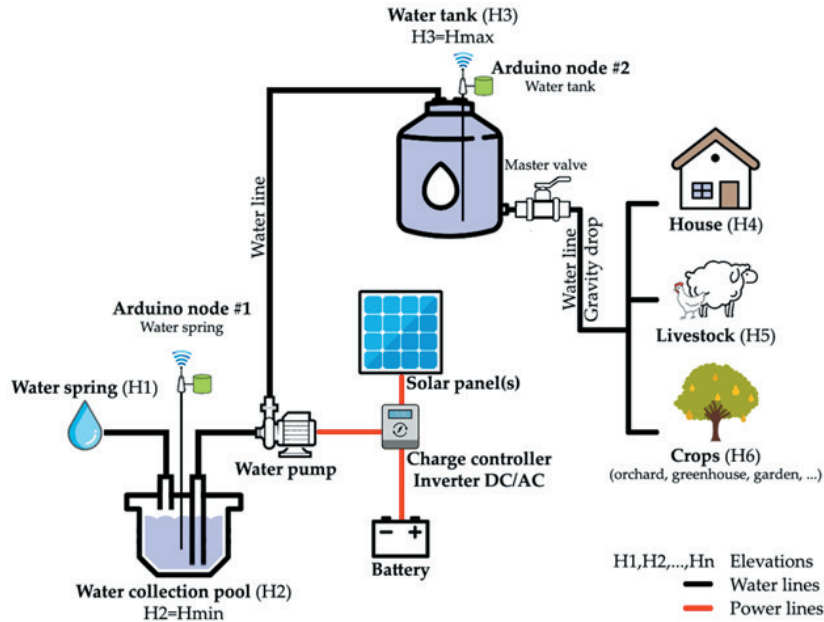 Water tank (H3)
H3=Hmax
Arduino node #2
Water tank
Master valve
Water line
Water line
Gravity drop
House (H4)
Livestock (H5)
Crops (H6)
(orchard, greenhouse, garden, ...)
Arduino node #1
Water spring
Water spring (H1)
Solar panel(s)
Water pump
Charge controller
Inverter DC/AC
Battery
Water collection pool (H2)
H2=Hmin
H1,H2,...,Hn Elevations
Water lines
Power lines